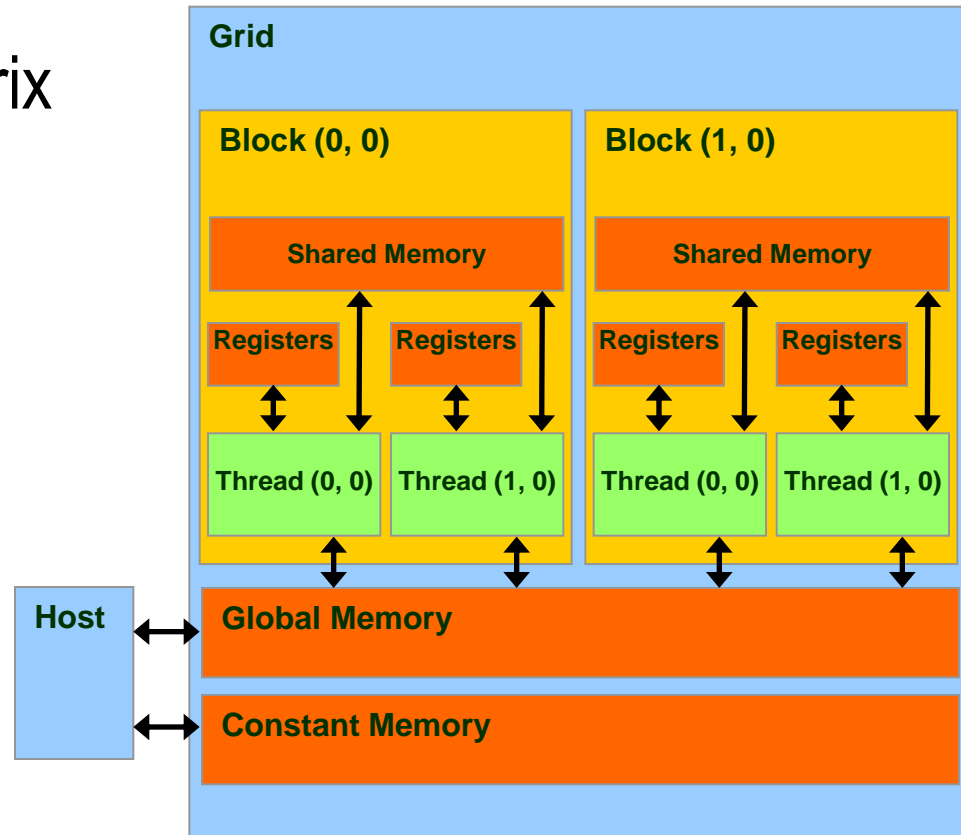 rix
Grid
Block (0, 0)
Block (1, 0)
Shared Memory
Shared Memory
Registers
Registers
Registers
Registers
Thread (0, 0)
Thread (1, 0)
Thread (0, 0)
Thread (1, 0)
Host
Global Memory
Constant Memory